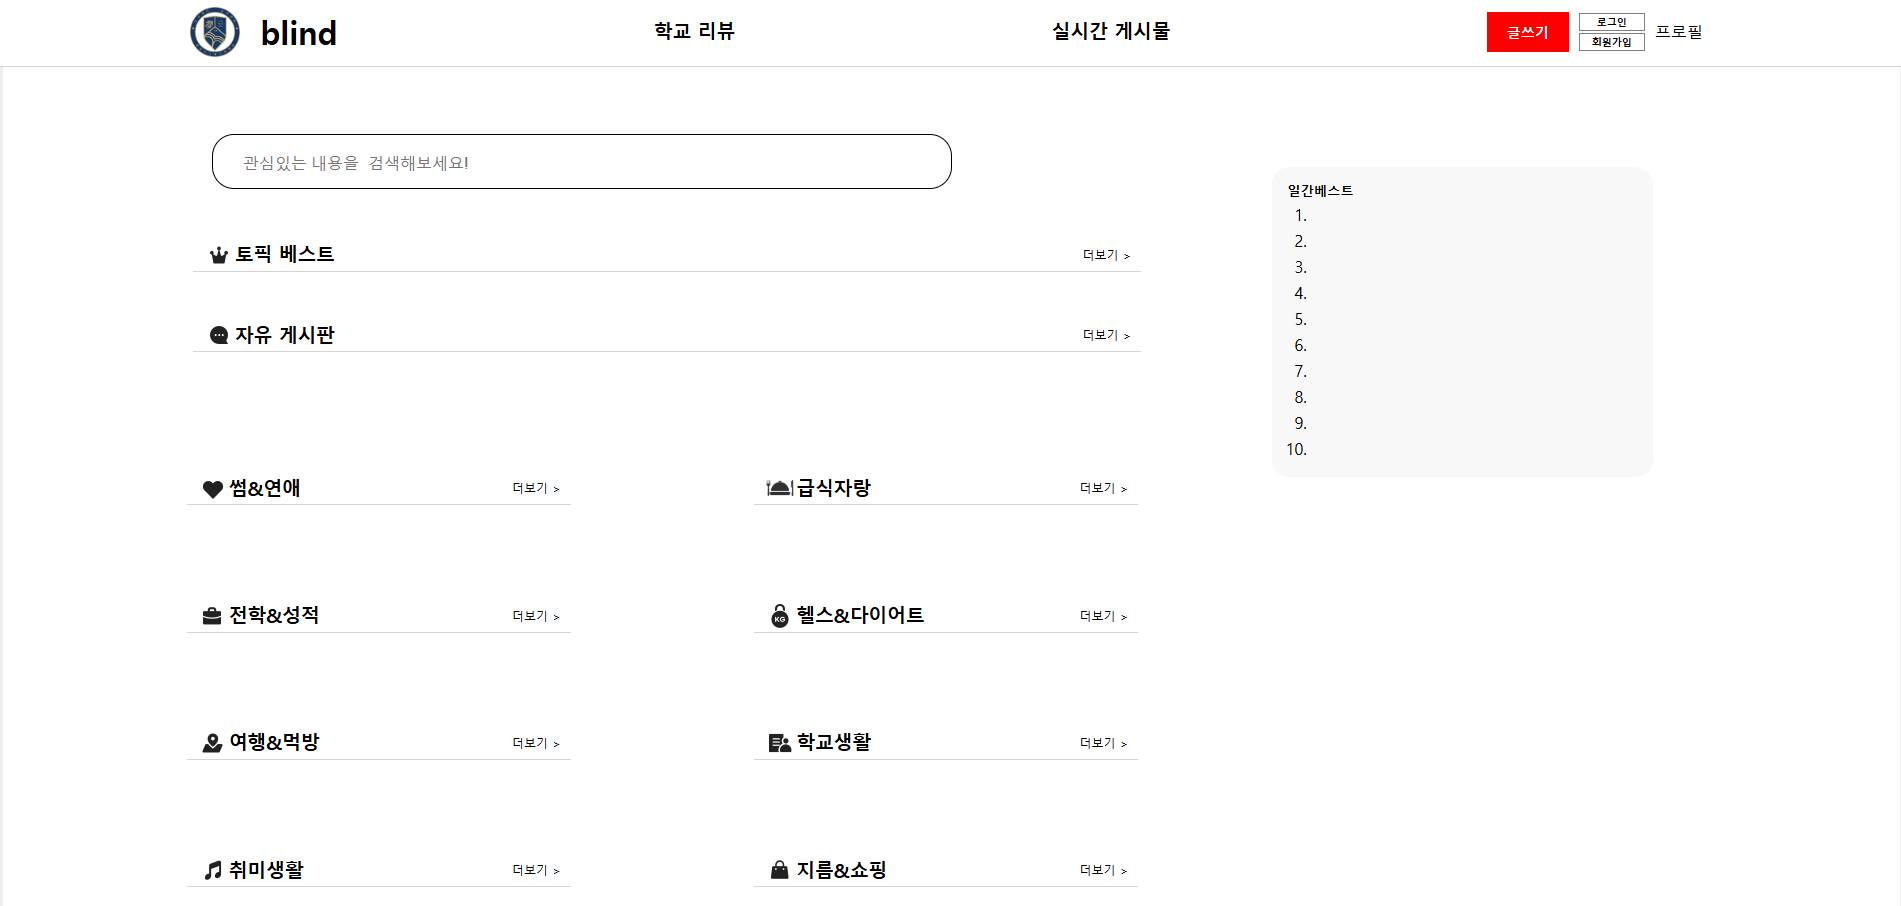 blind
학교 리뷰
실시간 게시물
글쓰기
로그인
회원가입
프로필
관심있는 내용을 검색해보세요!
일간베스트
1.
2.
3.
4.
5.
6.
7.
8.
9.
10.
토픽 베스트
더보기 >
자유 게시판
더보기 >
썸&연애
더보기 >
급식자랑
더보기 >
전학&성적
더보기 >
KG
헬스&다이어트
더보기 >
여행&먹방
더보기 >
학교생활
더보기 >
취미생활
더보기 >
지름&쇼핑
더보기 >